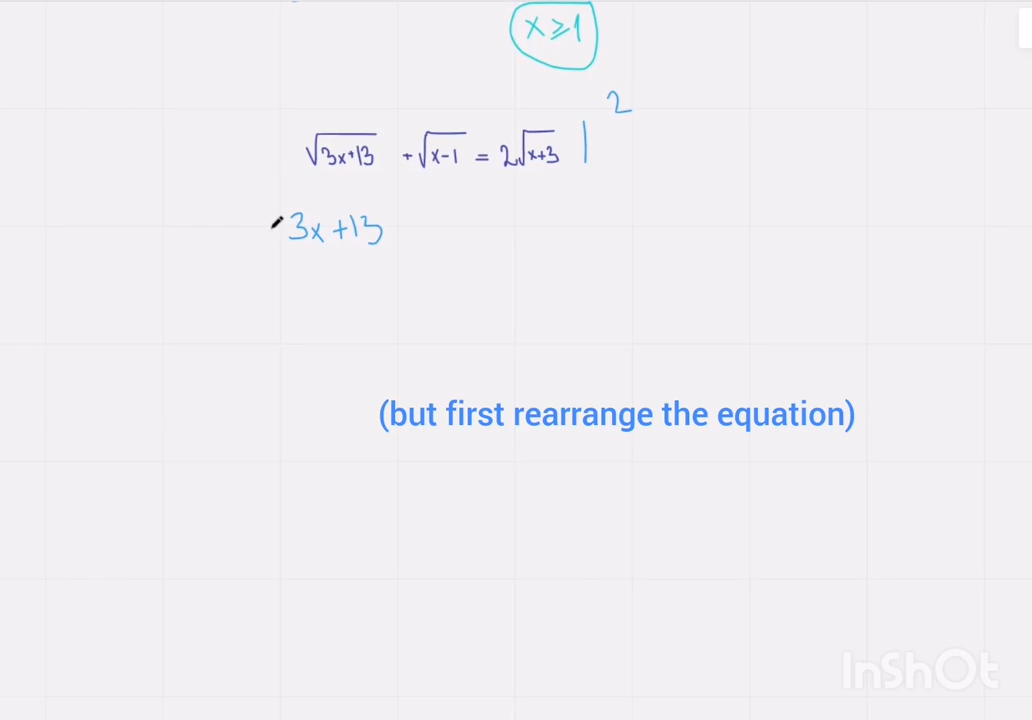 x ≥ 1
√(3x+13) + √(x-1) = 2√(x+3) | 2
3x + 13
(but first rearrange the equation)
InShOt